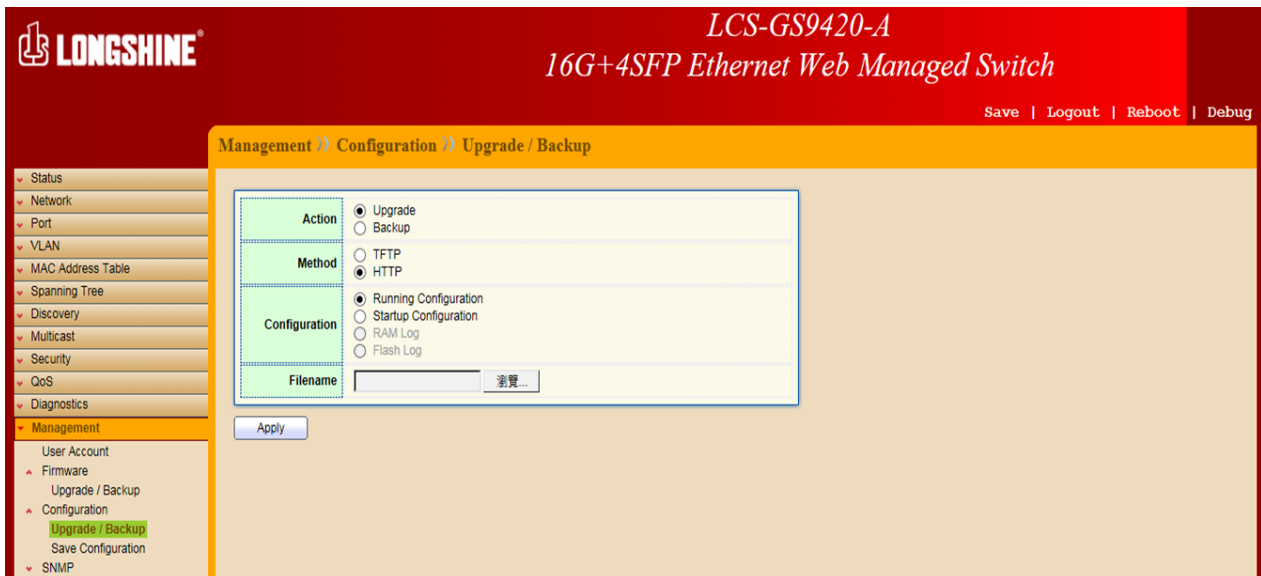 LONGSHINE®
LCS-GS9420-A
16G+4SFP Ethernet Web Managed Switch
Save | Logout | Reboot | Debug
Management » Configuration » Upgrade / Backup
Status
Network
Port
VLAN
MAC Address Table
Spanning Tree
Discovery
Multicast
Security
QoS
Diagnostics
Management
User Account
Firmware
Upgrade / Backup
Configuration
Upgrade / Backup
Save Configuration
SNMP
Action
Upgrade
Backup
Method
TFTP
HTTP
Configuration
Running Configuration
Startup Configuration
RAM Log
Flash Log
Filename
瀏覽...
Apply